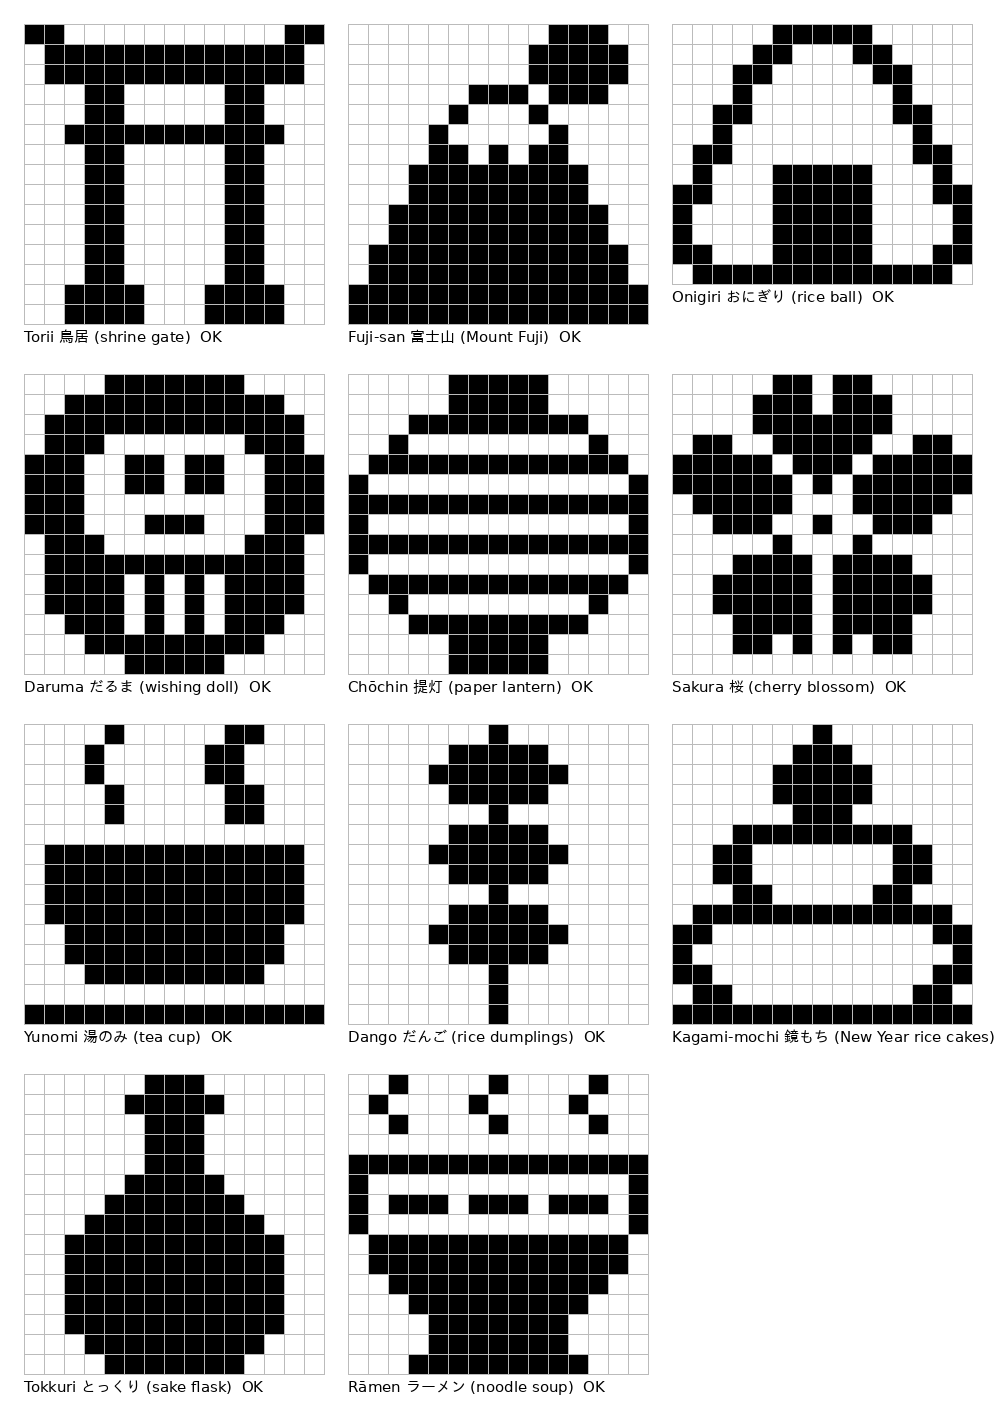 Torii 鳥居 (shrine gate) OK
Fuji-san 富士山 (Mount Fuji) OK
Onigiri おにぎり (rice ball) OK
Daruma だるま (wishing doll) OK
Chōchin 提灯 (paper lantern) OK
Sakura 桜 (cherry blossom) OK
Yunomi 湯のみ (tea cup) OK
Dango だんご (rice dumplings) OK
Kagami-mochi 鏡もち (New Year rice cakes)
Tokkuri とっくり (sake flask) OK
Rāmen ラーメン (noodle soup) OK